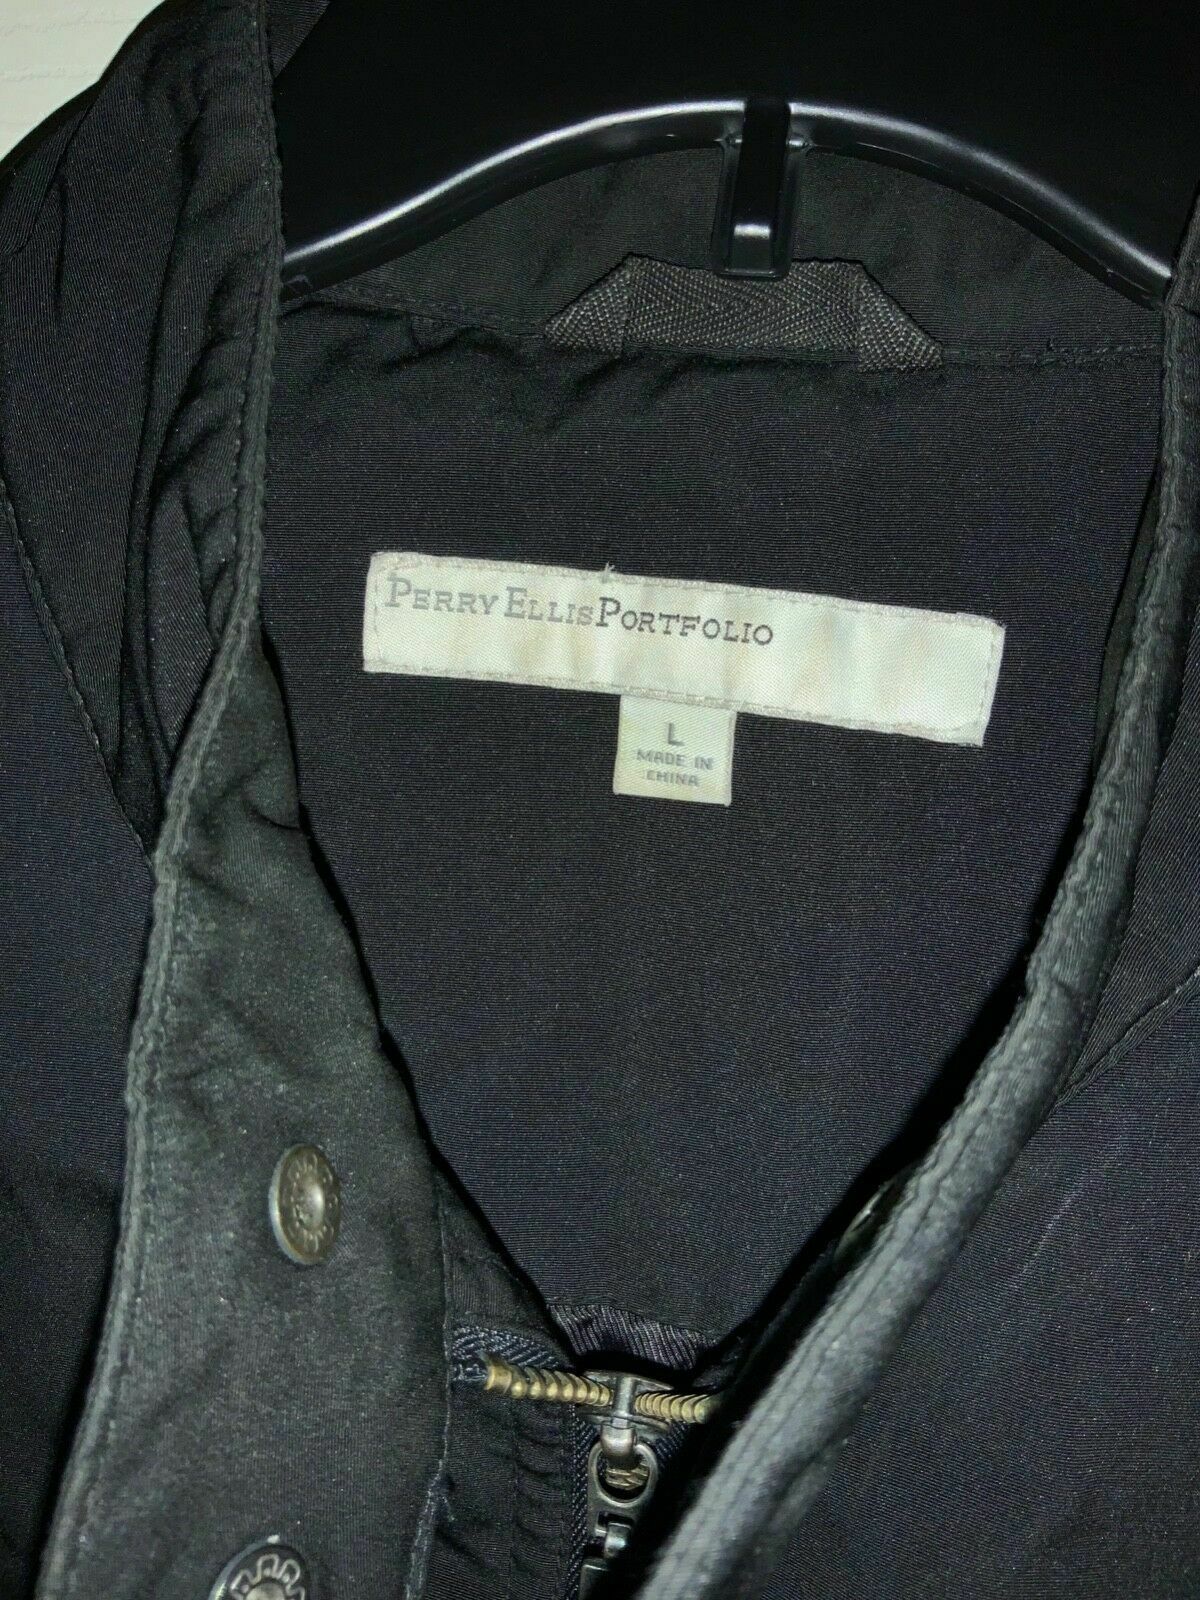 PERRY ELLIS PORTFOLIO
L
MADE IN
CHINA